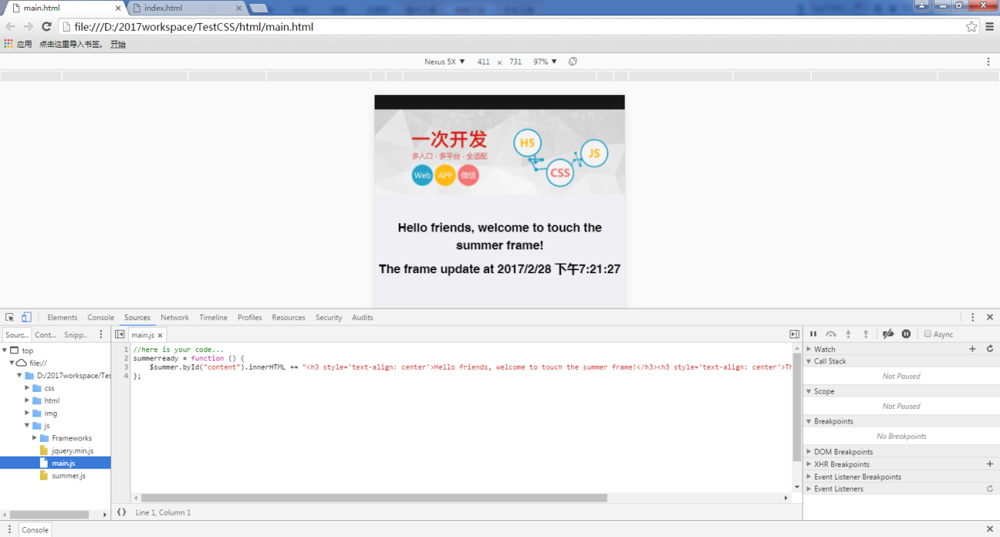 main.html
index.html
file:///D:/2017workspace/TestCSS/html/main.html
应用 点击这里导入书签。 开始
Nexus 5X ▼ 411 × 731 97% ▼
一次开发
多入口 · 多平台 · 全适配
Web APP 微信
H5
JS
CSS
Hello friends, welcome to touch the
summer frame!
The frame update at 2017/2/28 下午7:21:27
Elements Console Sources Network Timeline Profiles Resources Security Audits
Sourc... Cont... Snipp...
top
file://
D:/2017workspace/Tes
css
html
img
js
Frameworks
jquery.min.js
main.js
summer.js
main.js ×
1 //here is your code...
2 summerready = function () {
3 $summer.byId("content").innerHTML += "<h3 style='text-align: center'>Hello friends, welcome to touch the summer frame!</h3><h3 style='text-align: center'>Th
4 };
{} Line 1, Column 1
Async
Watch
Call Stack
Not Paused
Scope
Not Paused
Breakpoints
No Breakpoints
DOM Breakpoints
XHR Breakpoints
Event Listener Breakpoints
Event Listeners
Console